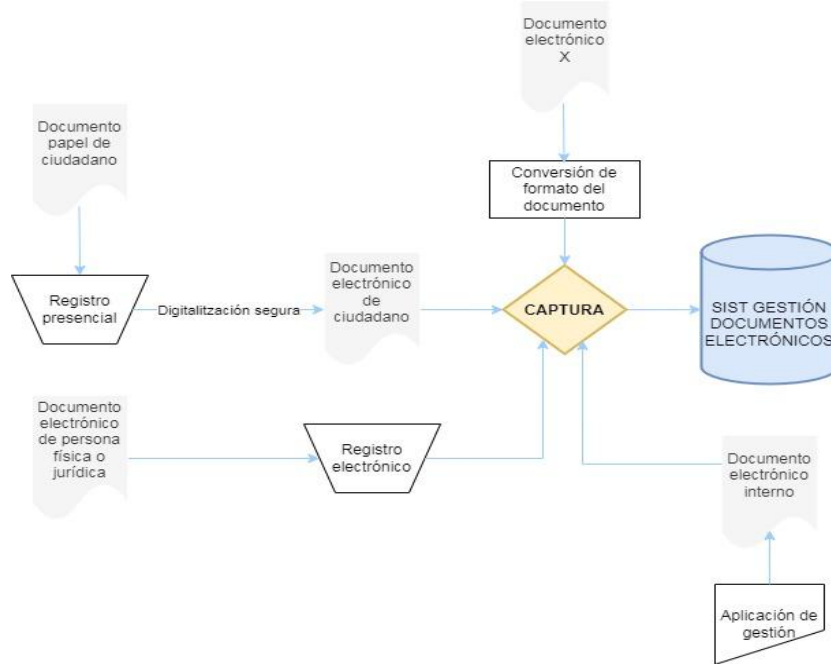 Documento
electrónico
X
Documento
papel de
ciudadano
Conversión de
formato del
documento
Registro
presencial
Digitalitzación segura
Documento
electrónico
de
ciudadano
CAPTURA
SIST GESTIÓN
DOCUMENTOS
ELECTRÓNICOS
Documento
electrónico
de persona
física o
jurídica
Registro
electrónico
Documento
electrónico
interno
Aplicación de
gestión